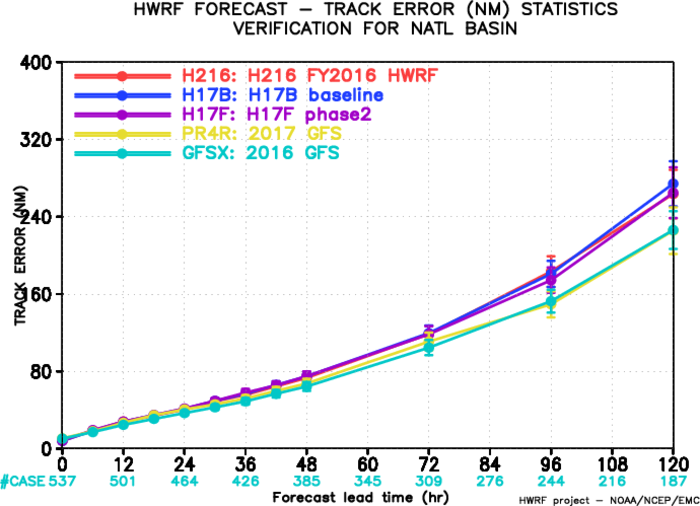 HWRF FORECAST – TRACK ERROR (NM) STATISTICS
VERIFICATION FOR NATL BASIN
H216: H216 FY2016 HWRF
H17B: H17B baseline
H17F: H17F phase2
PR4R: 2017 GFS
GFSX: 2016 GFS
TRACK ERROR (NM)
400
320
240
160
80
0
0 12 24 36 48 60 72 84 96 108 120
#CASE 537 501 464 426 385 345 309 276 244 216 187
Forecast lead time (hr)
HWRF project – NOAA/NCEP/EMC